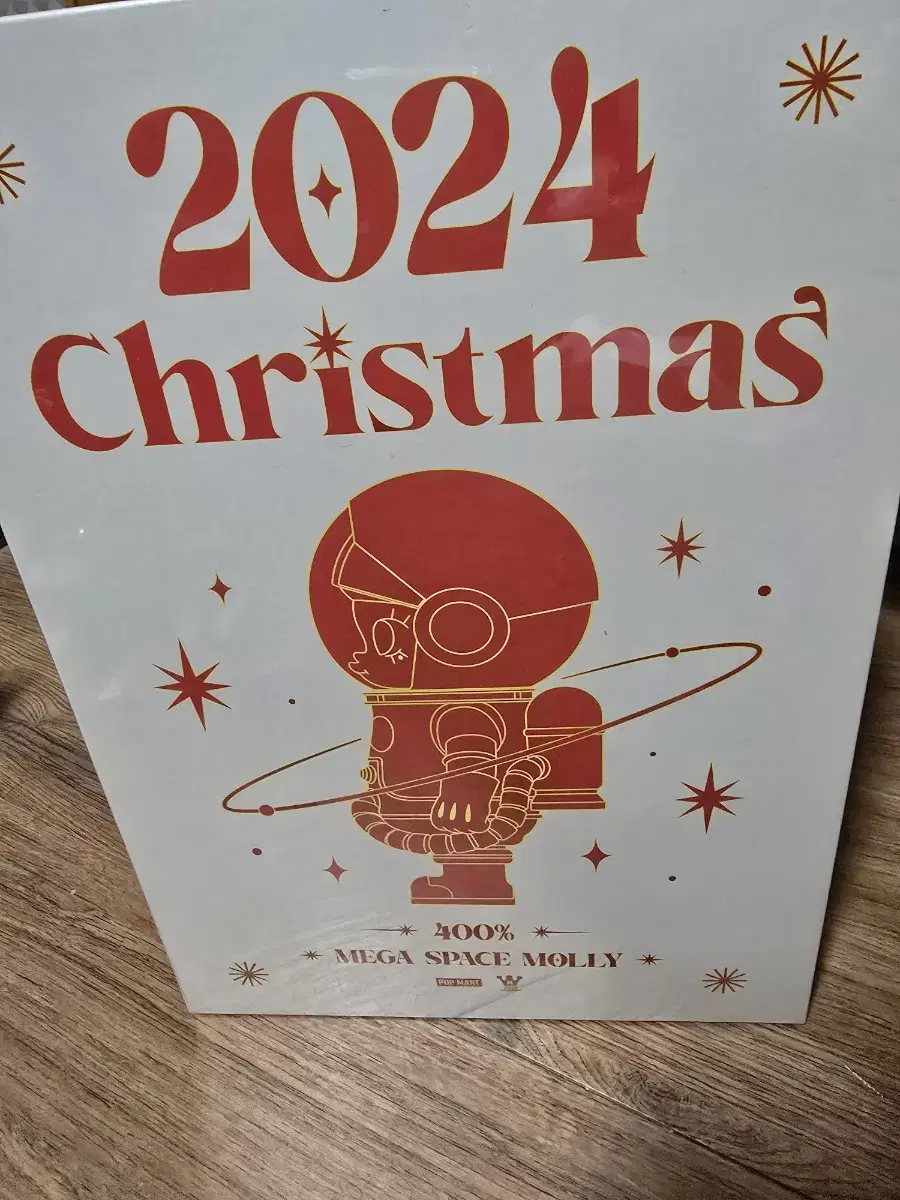 2024
Christmas
400%
MEGA SPACE MOLLY
POP MART